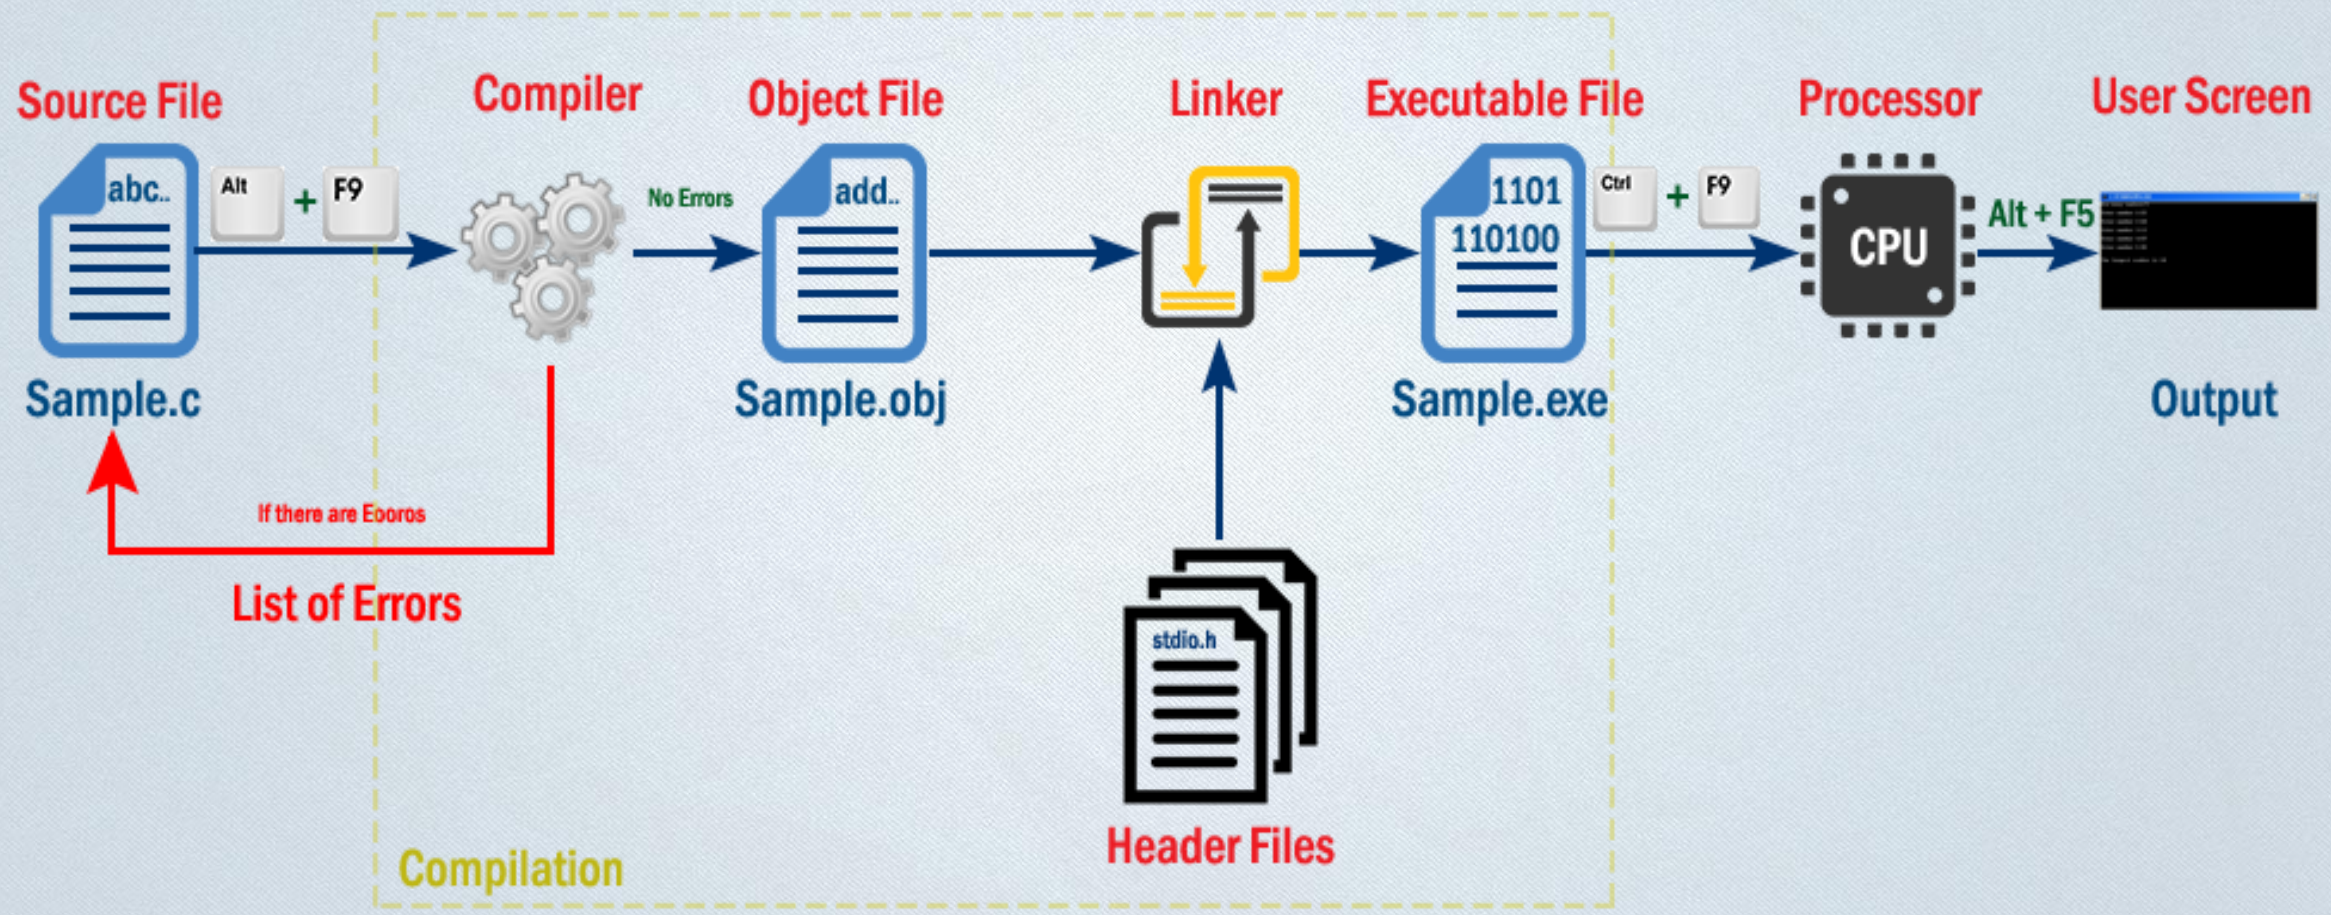 Source File
Compiler
Object File
Linker
Executable File
Processor
User Screen
abc..
Alt
+
F9
No Errors
add..
1101
110100
Ctrl
+
F9
CPU
Alt + F5
Sample.c
Sample.obj
Sample.exe
Output
If there are Eooros
List of Errors
stdio.h
Header Files
Compilation